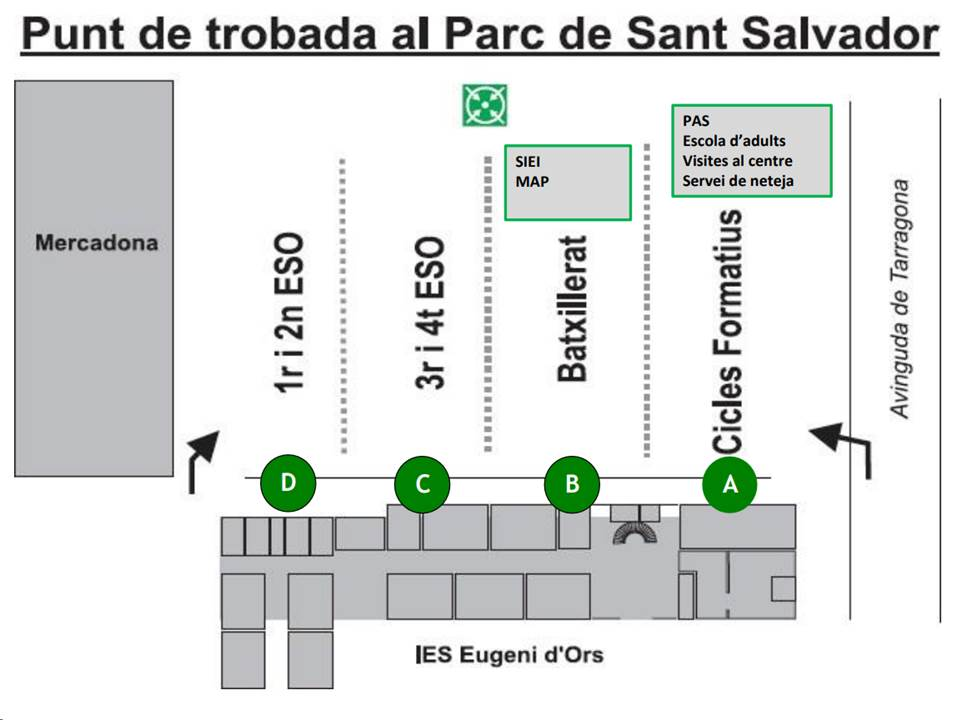 Punt de trobada al Parc de Sant Salvador
PAS
Escola d’adults
Visites al centre
Servei de neteja
SIEI
MAP
Mercadona
1r i 2n ESO
3r i 4t ESO
Batxillerat
Cicles Formatius
Avinguda de Tarragona
D
C
B
A
IES Eugeni d'Ors